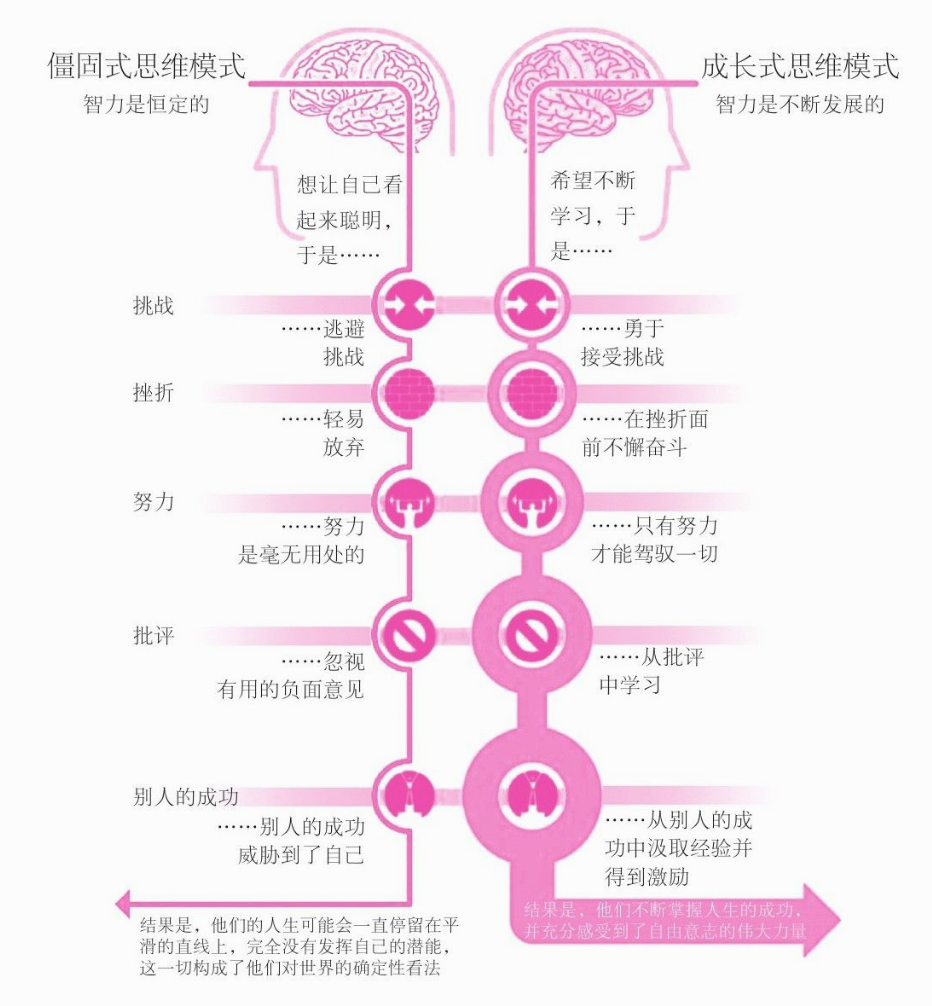 僵固式思维模式
智力是恒定的
成长式思维模式
智力是不断发展的
想让自己看
起来聪明，
于是……
希望不断
学习，于
是……
挑战
……逃避
挑战
……勇于
接受挑战
挫折
……轻易
放弃
……在挫折面
前不懈奋斗
努力
……努力
是毫无用处的
……只有努力
才能驾驭一切
批评
……忽视
有用的负面意见
……从批评
中学习
别人的成功
……别人的成功
威胁到了自己
……从别人的成
功中汲取经验并
得到激励
结果是，他们的人生可能会一直停留在平
滑的直线上，完全没有发挥自己的潜能，
这一切构成了他们对世界的确定性看法
结果是，他们不断掌握人生的成功，
并充分感受到了自由意志的伟大力量